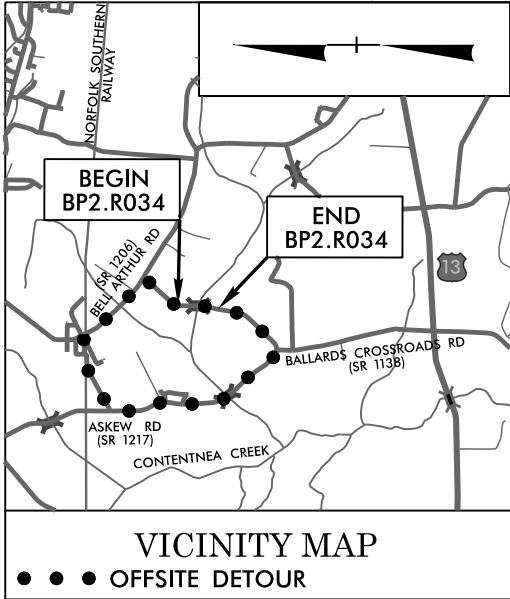 NORFOLK SOUTHERN
RAILWAY
BEGIN
BP2.R034
END
BP2.R034
(SR 1206)
BELL ARTHUR RD
13
BALLARDS CROSSROADS RD
(SR 1138)
ASKEW RD
(SR 1217)
CONTENTNEA CREEK
VICINITY MAP
OFFSITE DETOUR